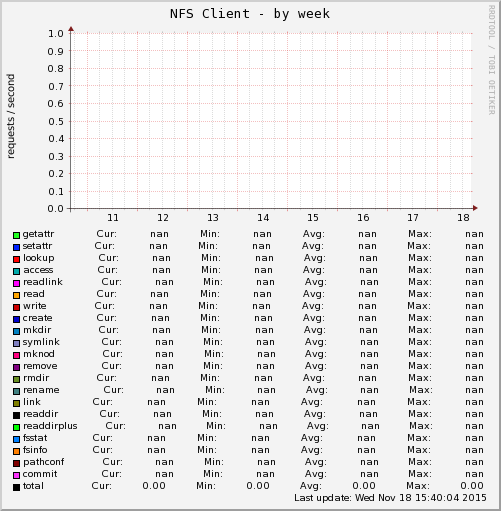 NFS Client - by week
RRDTOOL / TOBI OETIKER
requests / second
1.0
0.9
0.8
0.7
0.6
0.5
0.4
0.3
0.2
0.1
0.0
11 12 13 14 15 16 17 18
getattr Cur: nan Min: nan Avg: nan Max: nan
setattr Cur: nan Min: nan Avg: nan Max: nan
lookup Cur: nan Min: nan Avg: nan Max: nan
access Cur: nan Min: nan Avg: nan Max: nan
readlink Cur: nan Min: nan Avg: nan Max: nan
read Cur: nan Min: nan Avg: nan Max: nan
write Cur: nan Min: nan Avg: nan Max: nan
create Cur: nan Min: nan Avg: nan Max: nan
mkdir Cur: nan Min: nan Avg: nan Max: nan
symlink Cur: nan Min: nan Avg: nan Max: nan
mknod Cur: nan Min: nan Avg: nan Max: nan
remove Cur: nan Min: nan Avg: nan Max: nan
rmdir Cur: nan Min: nan Avg: nan Max: nan
rename Cur: nan Min: nan Avg: nan Max: nan
link Cur: nan Min: nan Avg: nan Max: nan
readdir Cur: nan Min: nan Avg: nan Max: nan
readdirplus Cur: nan Min: nan Avg: nan Max: nan
fsstat Cur: nan Min: nan Avg: nan Max: nan
fsinfo Cur: nan Min: nan Avg: nan Max: nan
pathconf Cur: nan Min: nan Avg: nan Max: nan
commit Cur: nan Min: nan Avg: nan Max: nan
total Cur: 0.00 Min: 0.00 Avg: 0.00 Max: 0.00
Last update: Wed Nov 18 15:40:04 2015